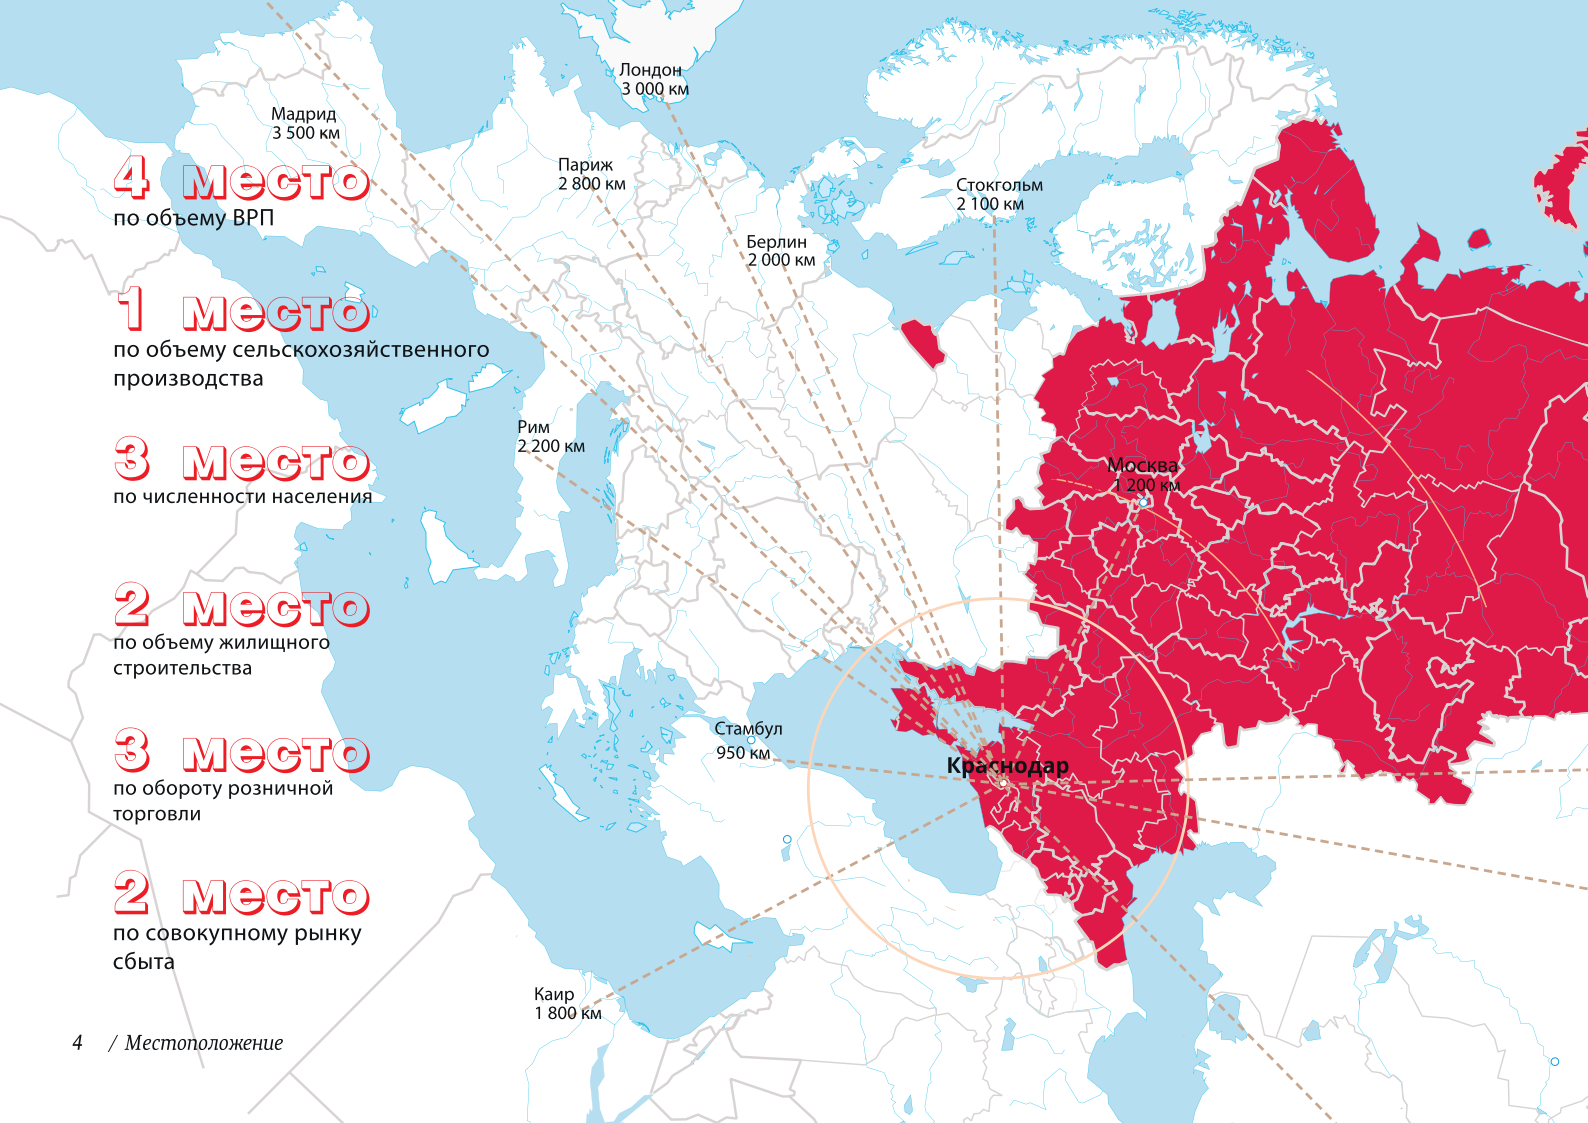 4 место
по объему ВРП
1 место
по объему сельскохозяйственного
производства
3 место
по численности населения
2 место
по объему жилищного
строительства
3 место
по обороту розничной
торговли
2 место
по совокупному рынку
сбыта
Мадрид
3 500 км
Лондон
3 000 км
Париж
2 800 км
Берлин
2 000 км
Стокгольм
2 100 км
Рим
2 200 км
Москва
1 200 км
Стамбул
950 км
Краснодар
Каир
1 800 км
4 / Местоположение